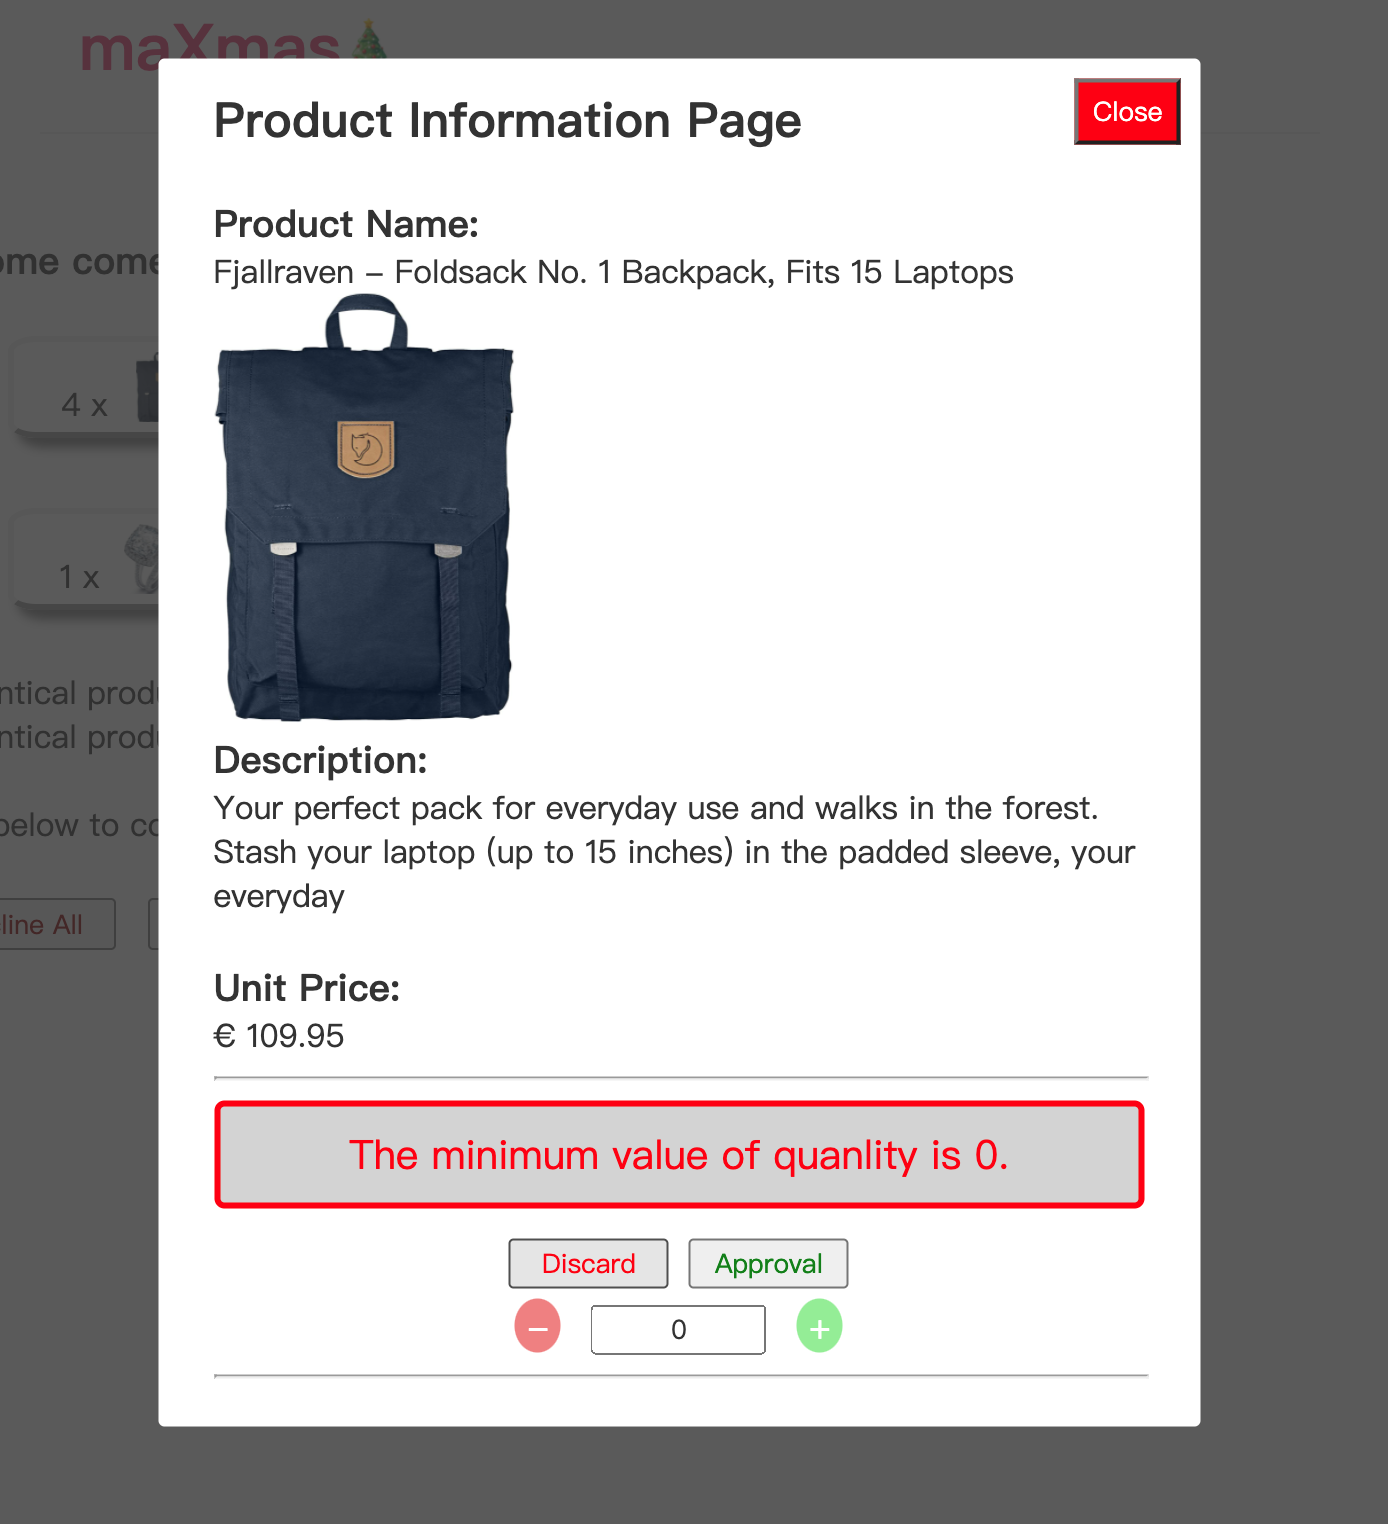 maXmas
Product Information Page
Close
ome come
Product Name:
Fjallraven – Foldsack No. 1 Backpack, Fits 15 Laptops
4 x
1 x
ntical produ
ntical produ
Description:
Your perfect pack for everyday use and walks in the forest.
Stash your laptop (up to 15 inches) in the padded sleeve, your
everyday
below to co
line All
Unit Price:
€ 109.95
The minimum value of quanlity is 0.
Discard Approval
– 0 +